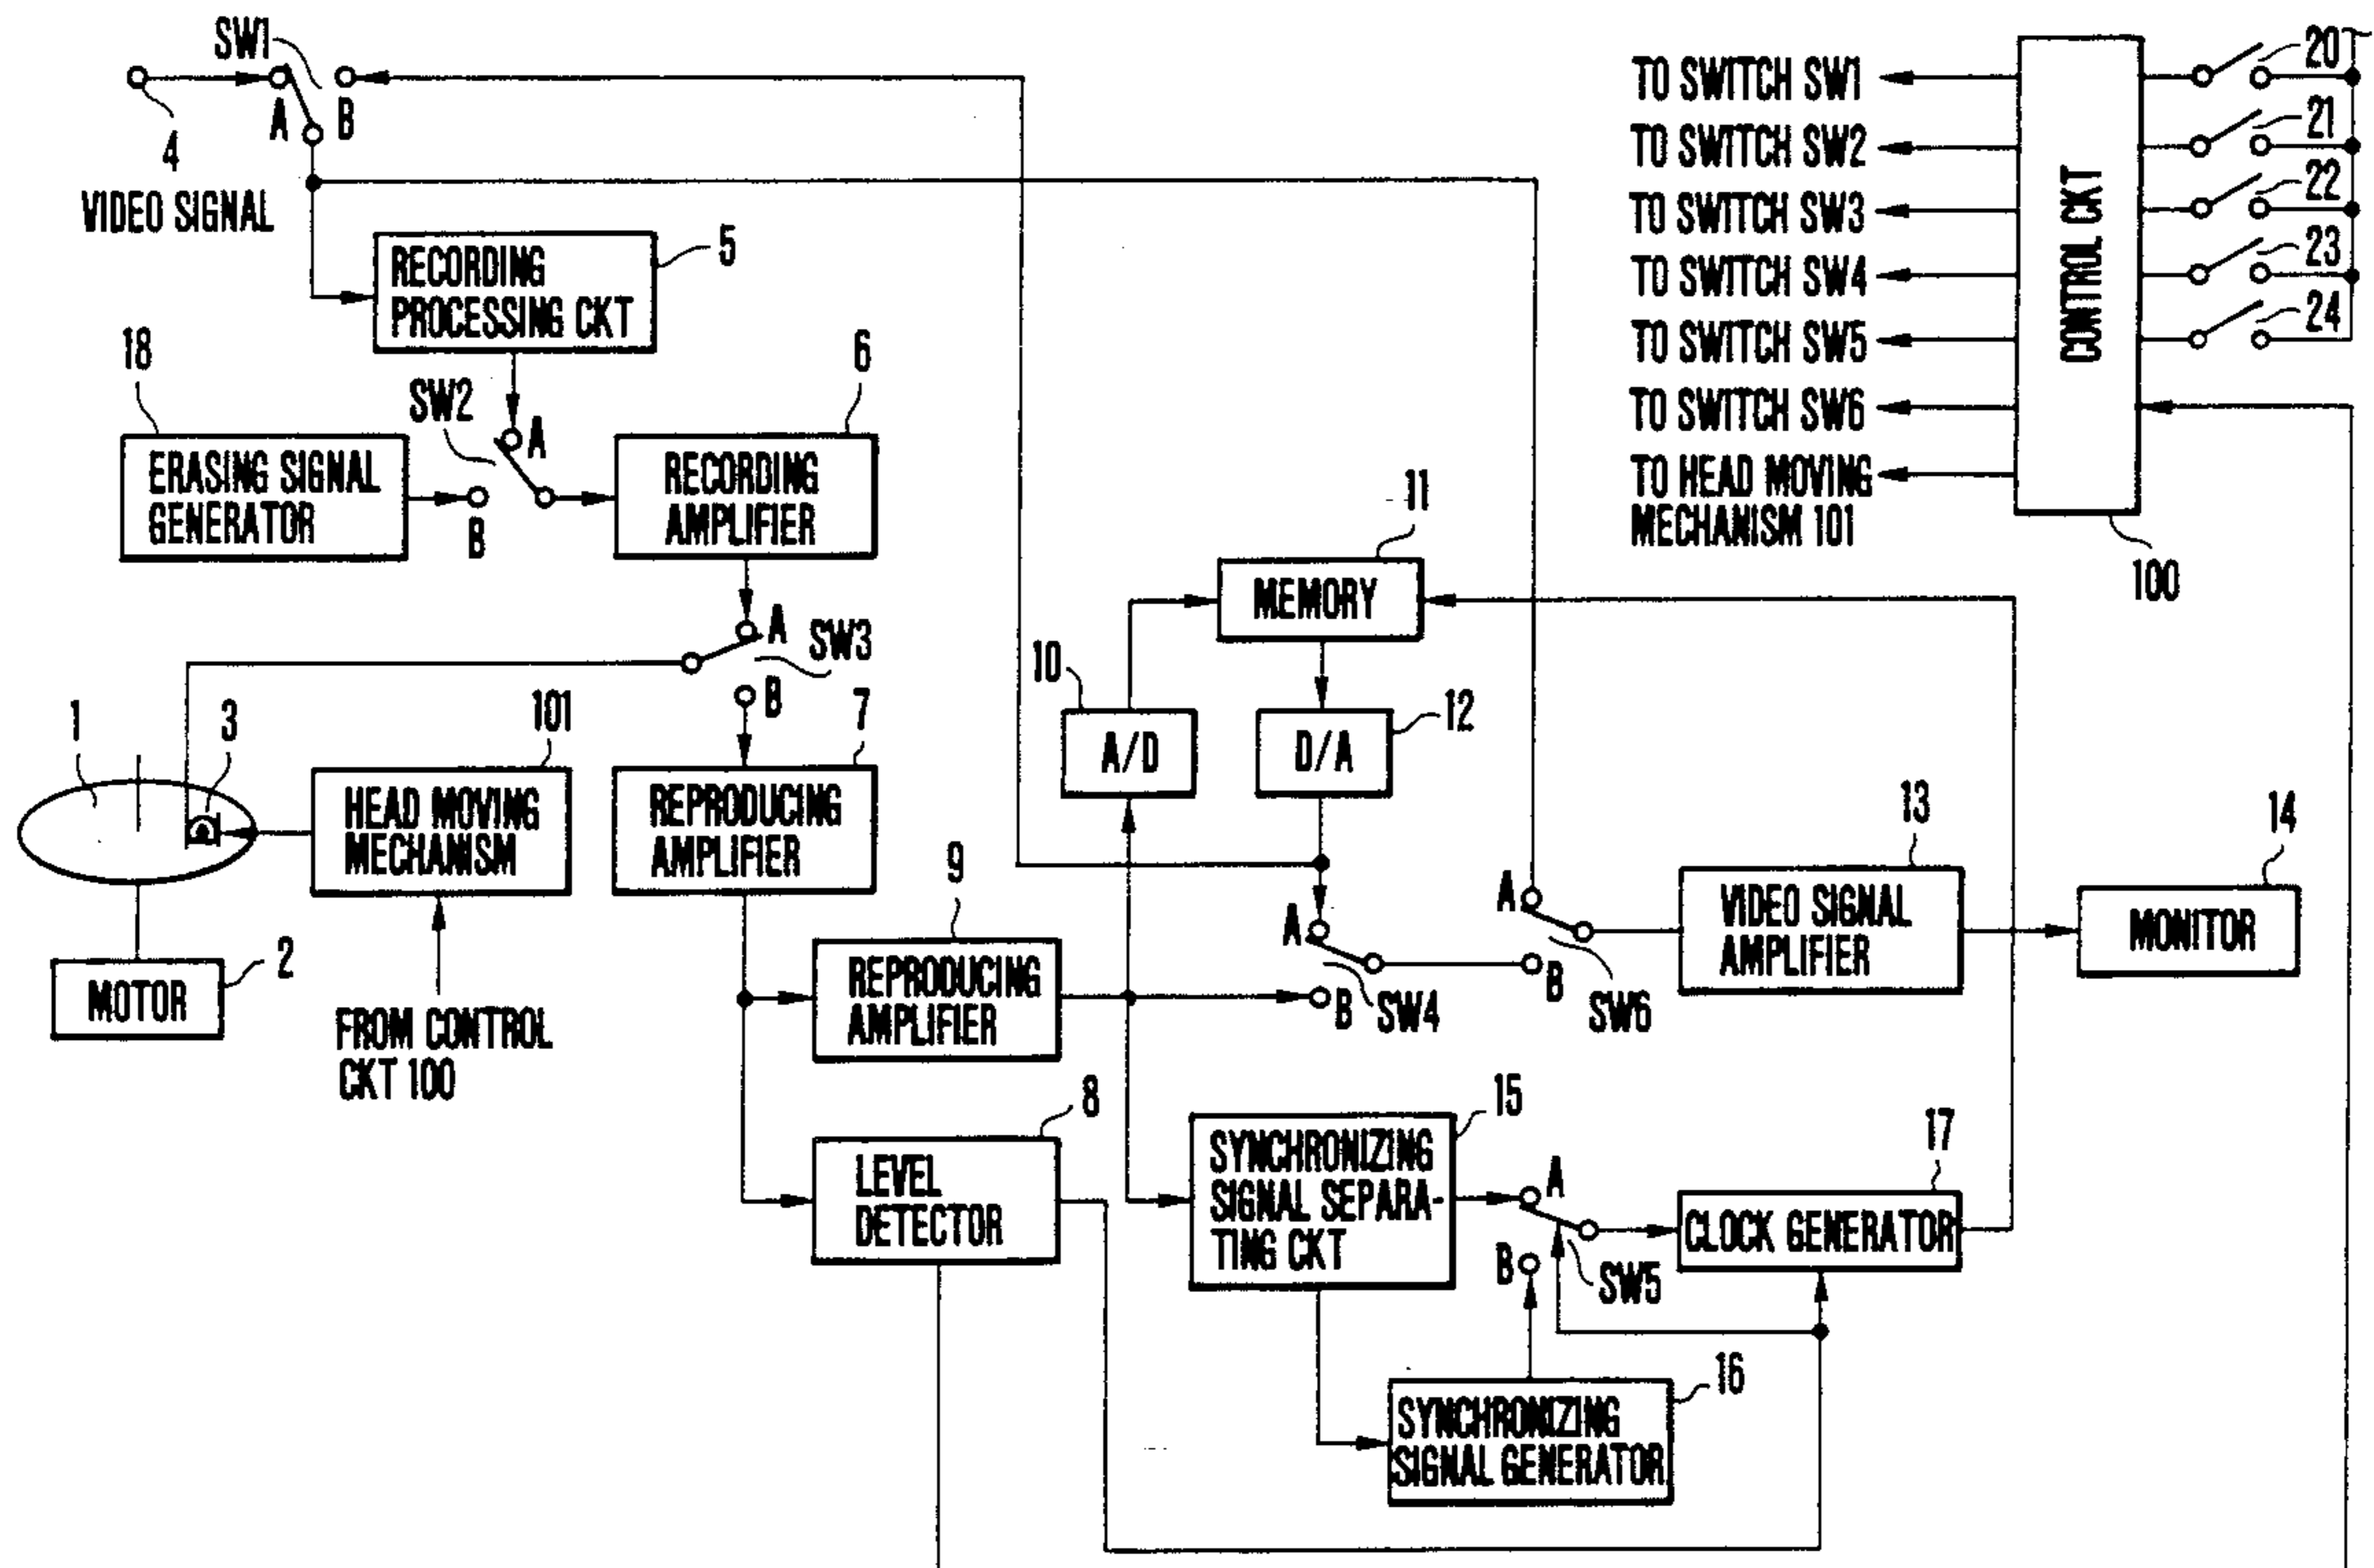 SW1
A
B
4
VIDEO SIGNAL
TO SWITCH SW1
TO SWITCH SW2
TO SWITCH SW3
TO SWITCH SW4
TO SWITCH SW5
TO SWITCH SW6
TO HEAD MOVING
MECHANISM 101
CONTROL CKT
100
20
21
22
23
24
RECORDING
PROCESSING CKT
5
18
ERASING SIGNAL
GENERATOR
SW2
A
B
6
RECORDING
AMPLIFIER
A
SW3
B
1
3
101
HEAD MOVING
MECHANISM
2
MOTOR
FROM CONTROL
CKT 100
7
REPRODUCING
AMPLIFIER
9
REPRODUCING
AMPLIFIER
8
LEVEL
DETECTOR
11
MEMORY
10
A/D
12
D/A
A
B
SW4
A
B
SW6
13
VIDEO SIGNAL
AMPLIFIER
14
MONITOR
15
SYNCHRONIZING
SIGNAL SEPARA-
TING CKT
A
B
SW5
17
CLOCK GENERATOR
16
SYNCHRONIZING
SIGNAL GENERATOR